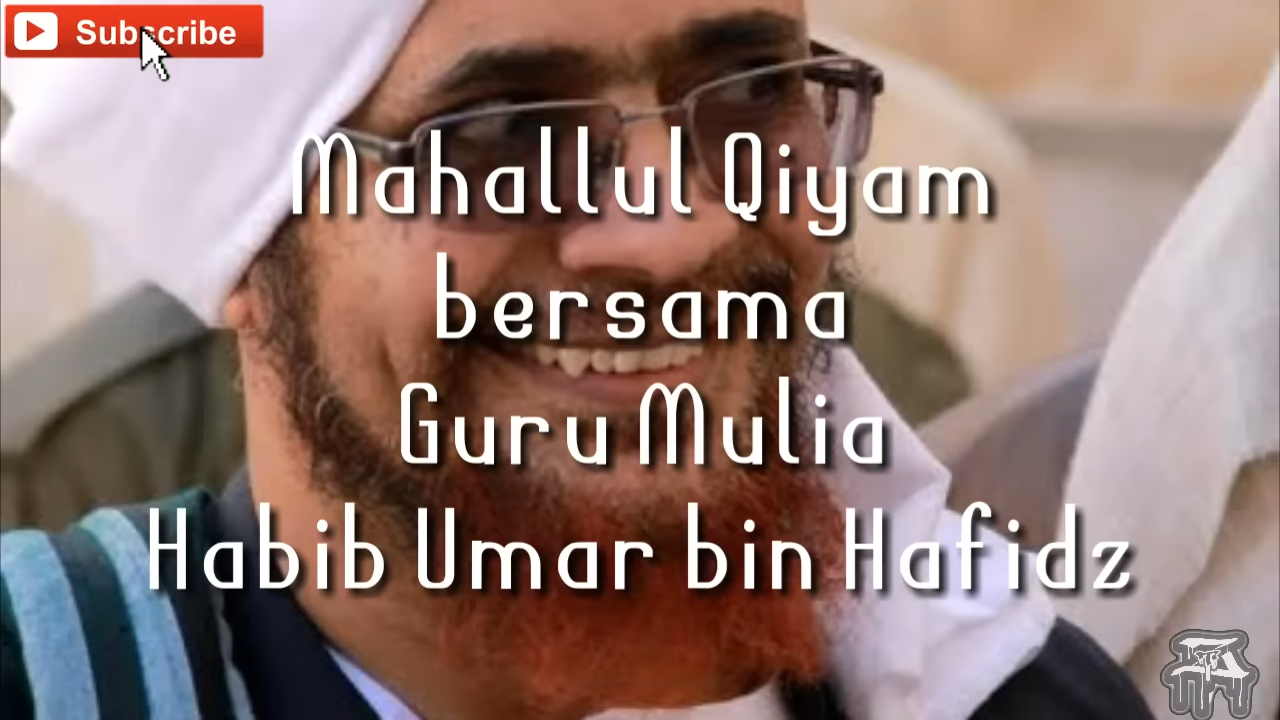 Subscribe
Mahallul Qiyam
bersama
Guru Mulia
Habib Umar bin Hafidz